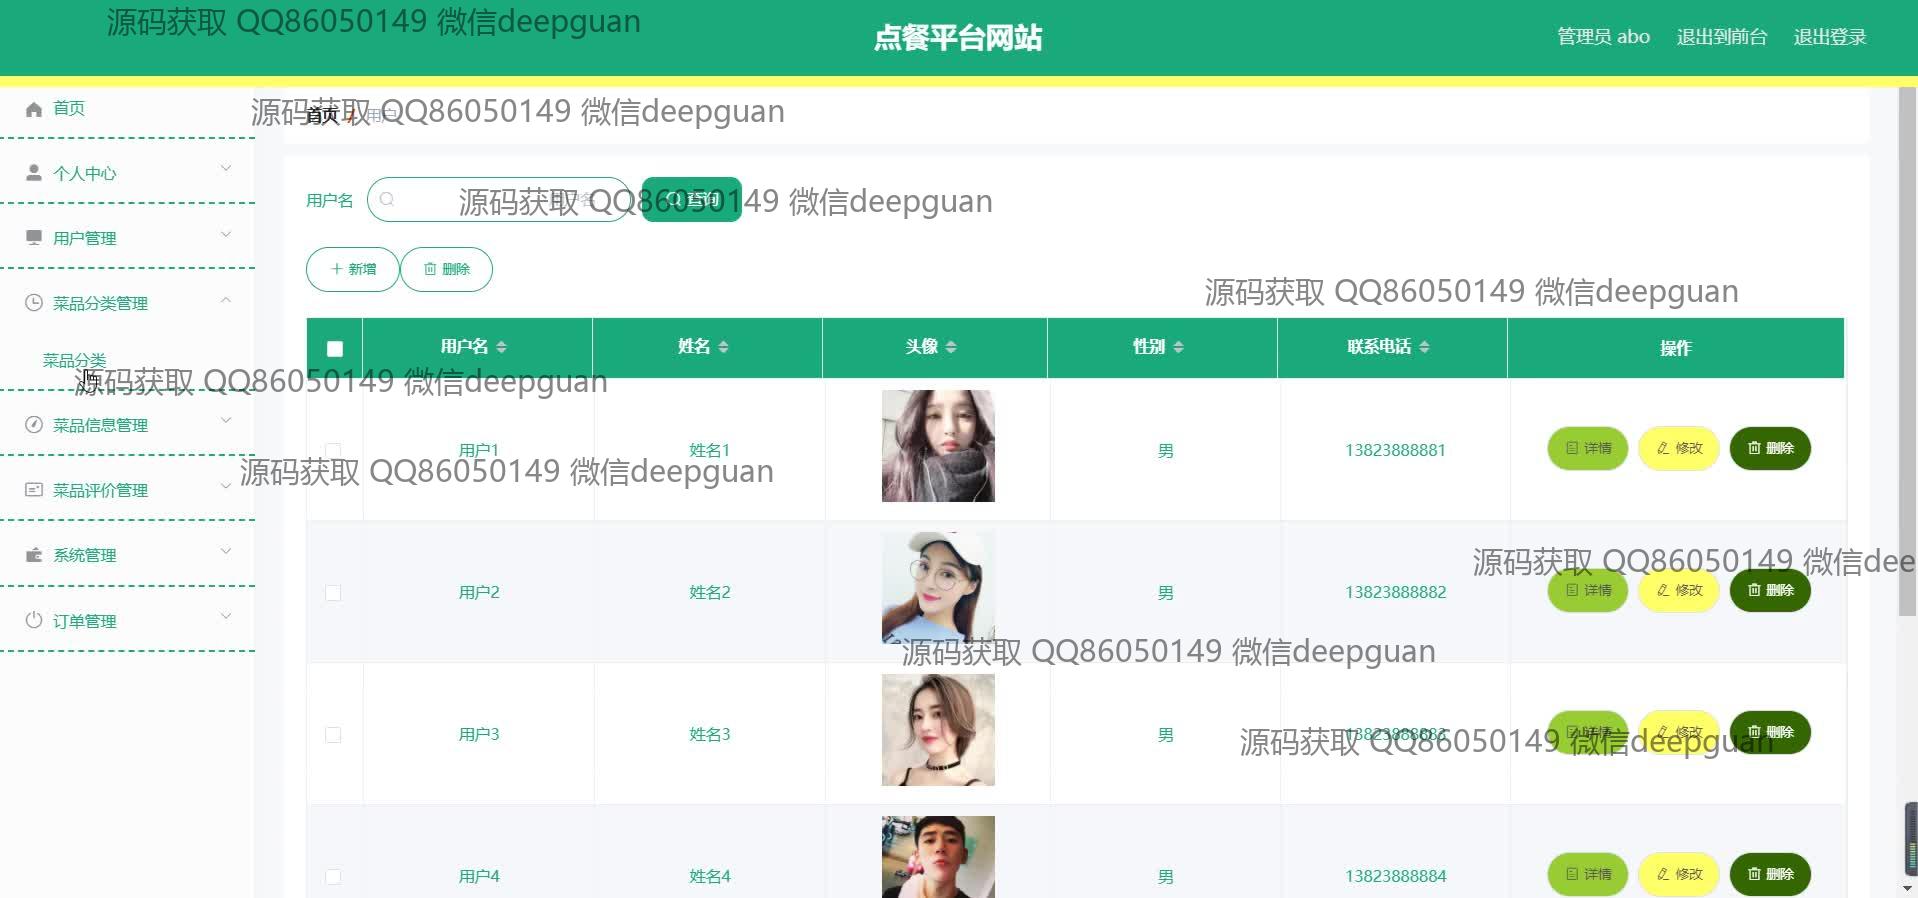 源码获取 QQ86050149 微信deepguan
点餐平台网站
管理员 abo 退出到前台 退出登录
首页
源码获取 QQ86050149 微信deepguan
首页 / 用户
个人中心
用户名
源码获取 QQ86050149 微信deepguan
查询
用户管理
新增 删除
源码获取 QQ86050149 微信deepguan
菜品分类管理
菜品分类
源码获取 QQ86050149 微信deepguan
菜品信息管理
菜品评价管理
系统管理
订单管理
用户名 姓名 头像 性别 联系电话 操作
用户1 姓名1 男 13823888881 详情 修改 删除
源码获取 QQ86050149 微信deepguan
源码获取 QQ86050149 微信dee
用户2 姓名2 男 13823888882 详情 修改 删除
源码获取 QQ86050149 微信deepguan
用户3 姓名3 男 13823888883 详情 修改 删除
源码获取 QQ86050149 微信deepguan
用户4 姓名4 男 13823888884 详情 修改 删除